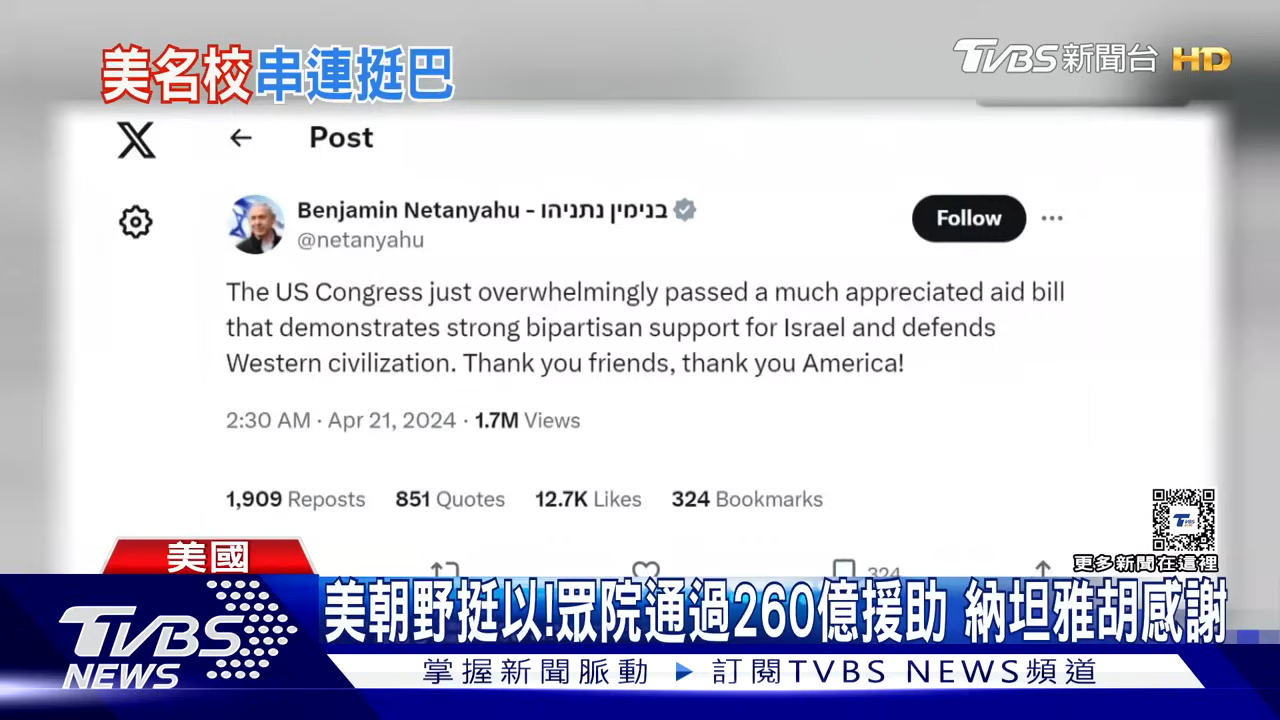 美名校串連挺巴
TVBS新聞台 HD
X
← Post
Benjamin Netanyahu - בנימין נתניהו
@netanyahu
Follow
The US Congress just overwhelmingly passed a much appreciated aid bill
that demonstrates strong bipartisan support for Israel and defends
Western civilization. Thank you friends, thank you America!
2:30 AM · Apr 21, 2024 · 1.7M Views
1,909 Reposts 851 Quotes 12.7K Likes 324 Bookmarks
324
TVBS
更多新聞在這裡
美國
美朝野挺以!眾院通過260億援助 納坦雅胡感謝
TVBS NEWS
掌握新聞脈動 ▶ 訂閱TVBS NEWS頻道